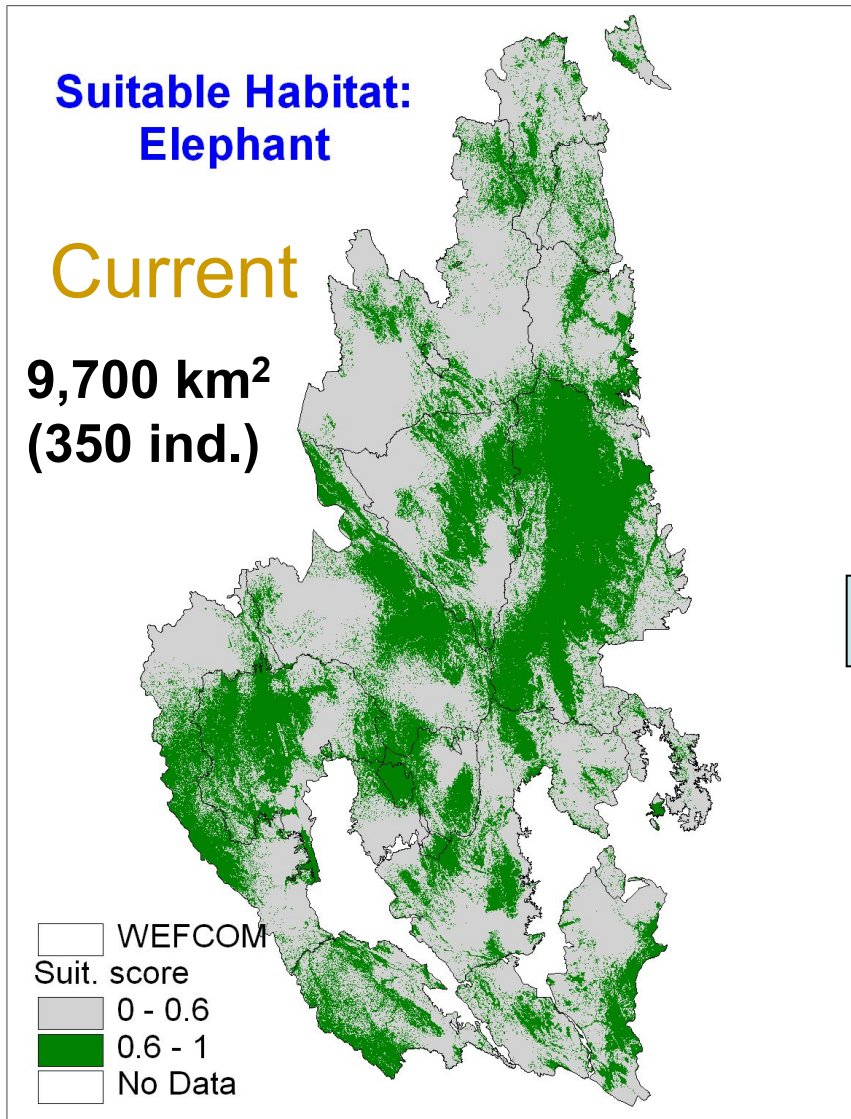 Suitable Habitat:
Elephant
Current
9,700 km²
(350 ind.)
WEFCOM
Suit. score
0 - 0.6
0.6 - 1
No Data